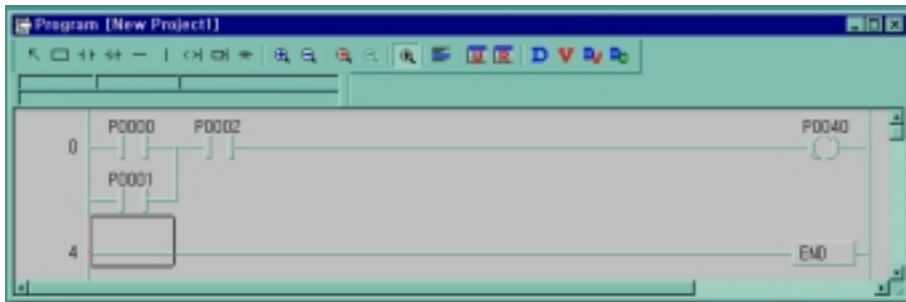 Program [New Project1]
U E D V
P0000 P0002 P0040
0
P0001
4 END